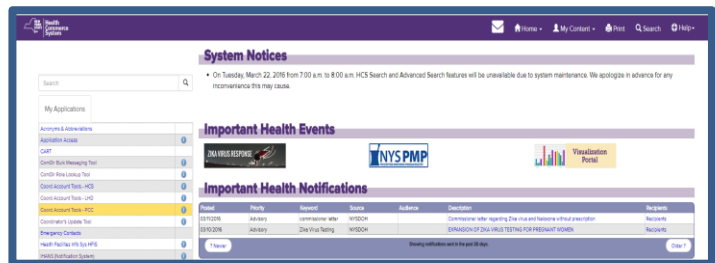 Health
Commerce
System
Home
My Content
Print
Search
Help
System Notices
On Tuesday, March 22, 2016 from 7:00 a.m. to 8:00 a.m. HCS Search and Advanced Search features will be unavailable due to system maintenance. We apologize in advance for any
inconvenience this may cause.
Search
My Applications
Acronyms & Abbreviations
Application Access
CART
ComDir Bulk Messaging Tool
ComDir Role Lookup Tool
Coord Account Tools - HCS
Coord Account Tools - LHD
Coord Account Tools - PCC
Coordinator's Update Tool
Emergency Contacts
Health Facilities Info Sys HFIS
IHANS (Notification System)
Important Health Events
ZIKA VIRUS RESPONSE
NYS PMP
Visualization
Portal
Important Health Notifications
Posted Priority Keyword Source Audience Description Recipients
03/11/2016 Advisory commissioner letter NYSDOH Commissioner letter regarding Zika virus and Naloxone without prescription Recipients
03/10/2016 Advisory Zika Virus Testing NYSDOH EXPANSION OF ZIKA VIRUS TESTING FOR PREGNANT WOMEN Recipients
Newer
Showing notifications sent in the past 30 days.
Older